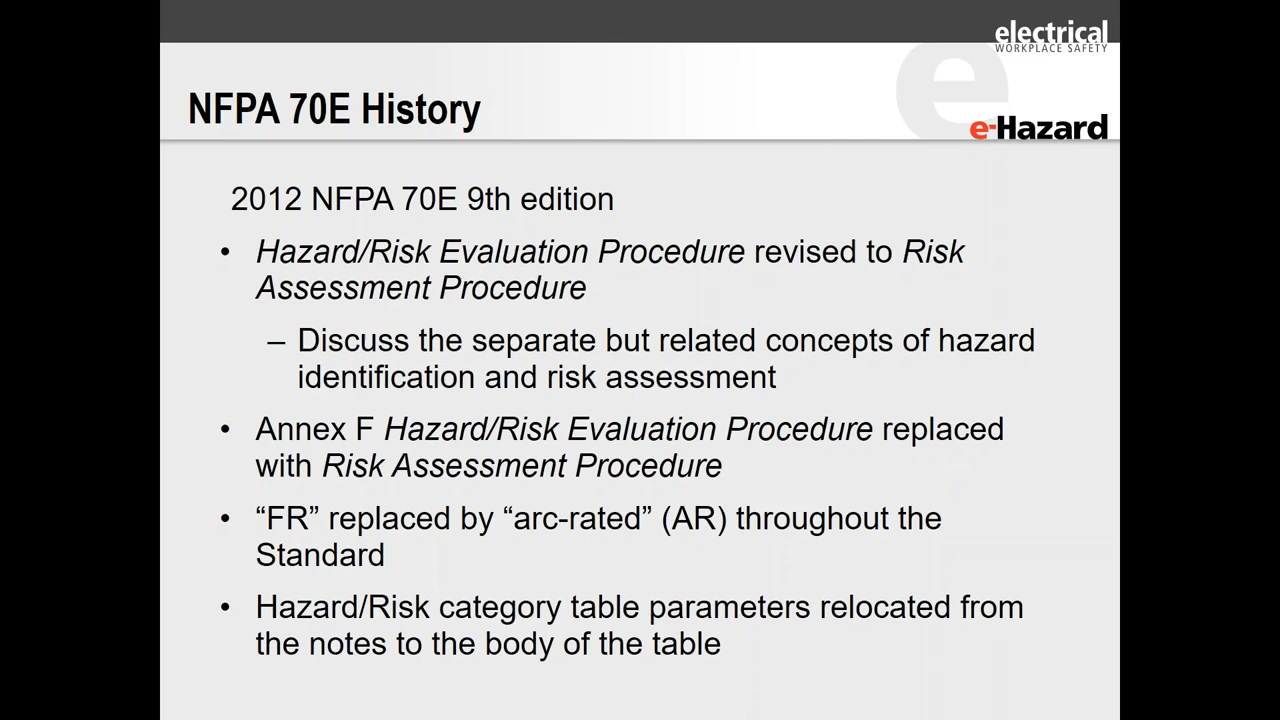 electrical
WORKPLACE SAFETY
NFPA 70E History
e-Hazard
2012 NFPA 70E 9th edition
• Hazard/Risk Evaluation Procedure revised to Risk
Assessment Procedure
– Discuss the separate but related concepts of hazard
identification and risk assessment
• Annex F Hazard/Risk Evaluation Procedure replaced
with Risk Assessment Procedure
• “FR” replaced by “arc-rated” (AR) throughout the
Standard
• Hazard/Risk category table parameters relocated from
the notes to the body of the table